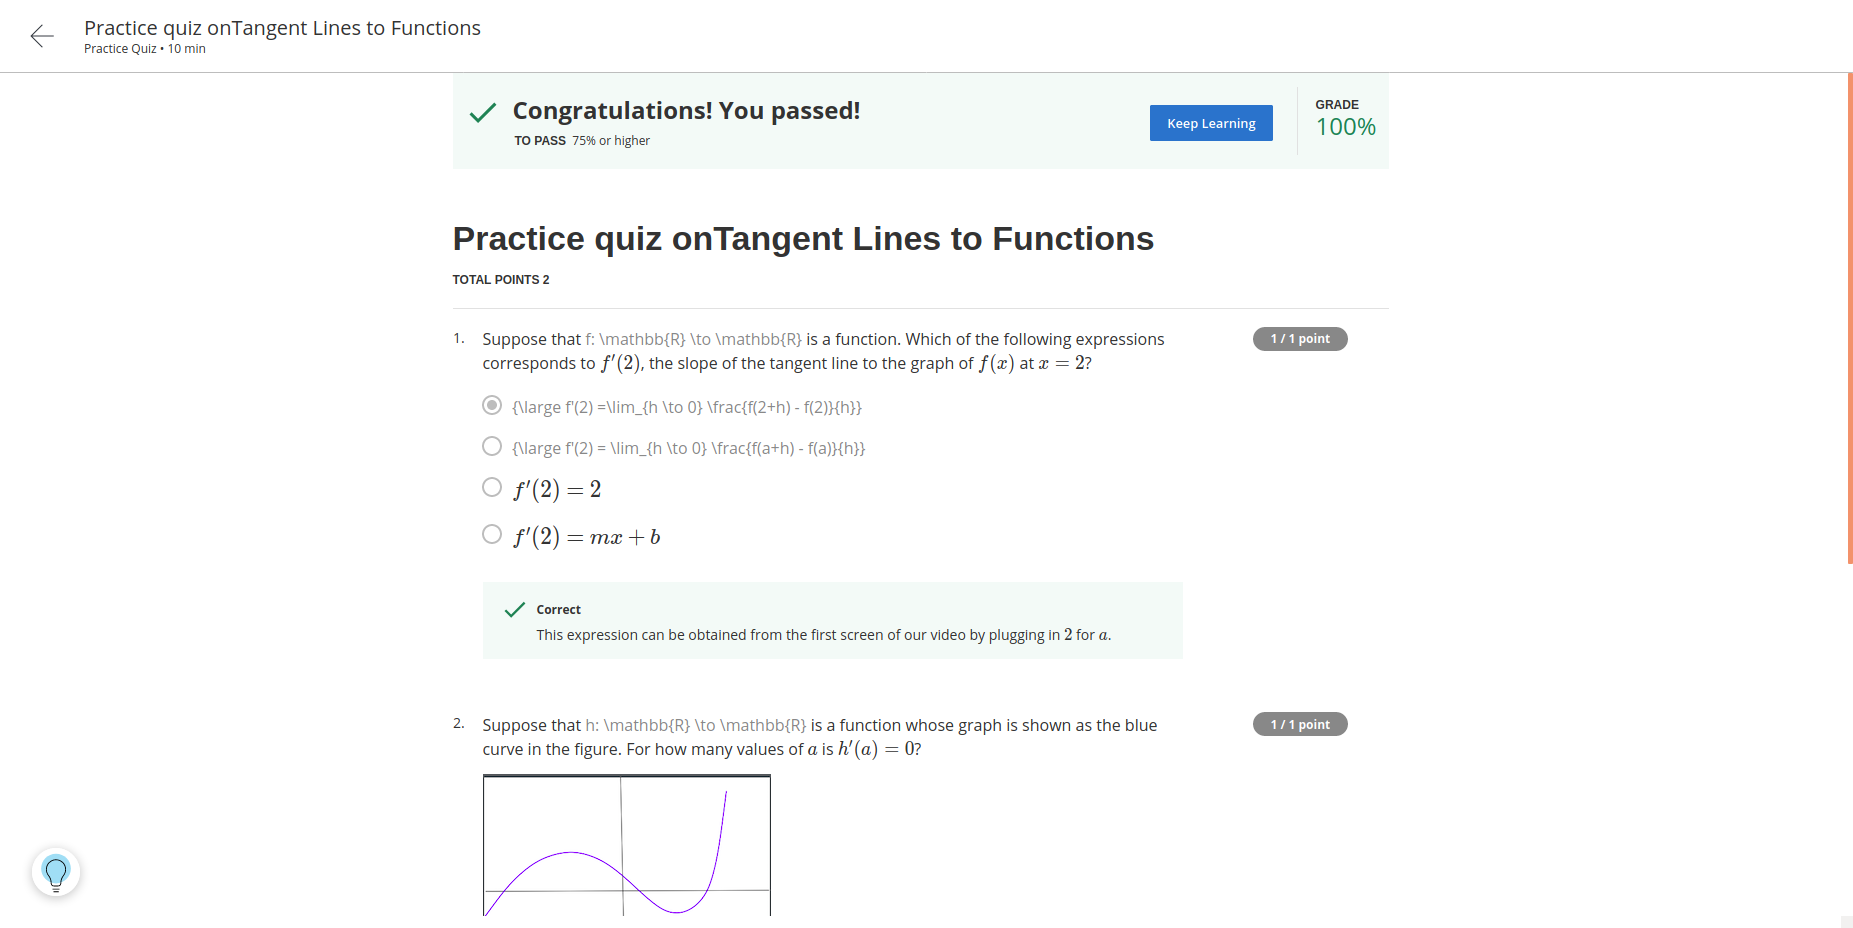 Practice quiz onTangent Lines to Functions
Practice Quiz • 10 min
Congratulations! You passed!
TO PASS 75% or higher
Keep Learning
GRADE
100%
Practice quiz onTangent Lines to Functions
TOTAL POINTS 2
1. Suppose that f: \mathbb{R} \to \mathbb{R} is a function. Which of the following expressions
corresponds to f′(2), the slope of the tangent line to the graph of f(x) at x = 2?
1 / 1 point
{\large f'(2) =\lim_{h \to 0} \frac{f(2+h) - f(2)}{h}}
{\large f'(2) = \lim_{h \to 0} \frac{f(a+h) - f(a)}{h}}
f′(2) = 2
f′(2) = mx + b
Correct
This expression can be obtained from the first screen of our video by plugging in 2 for a.
2. Suppose that h: \mathbb{R} \to \mathbb{R} is a function whose graph is shown as the blue
curve in the figure. For how many values of a is h′(a) = 0?
1 / 1 point